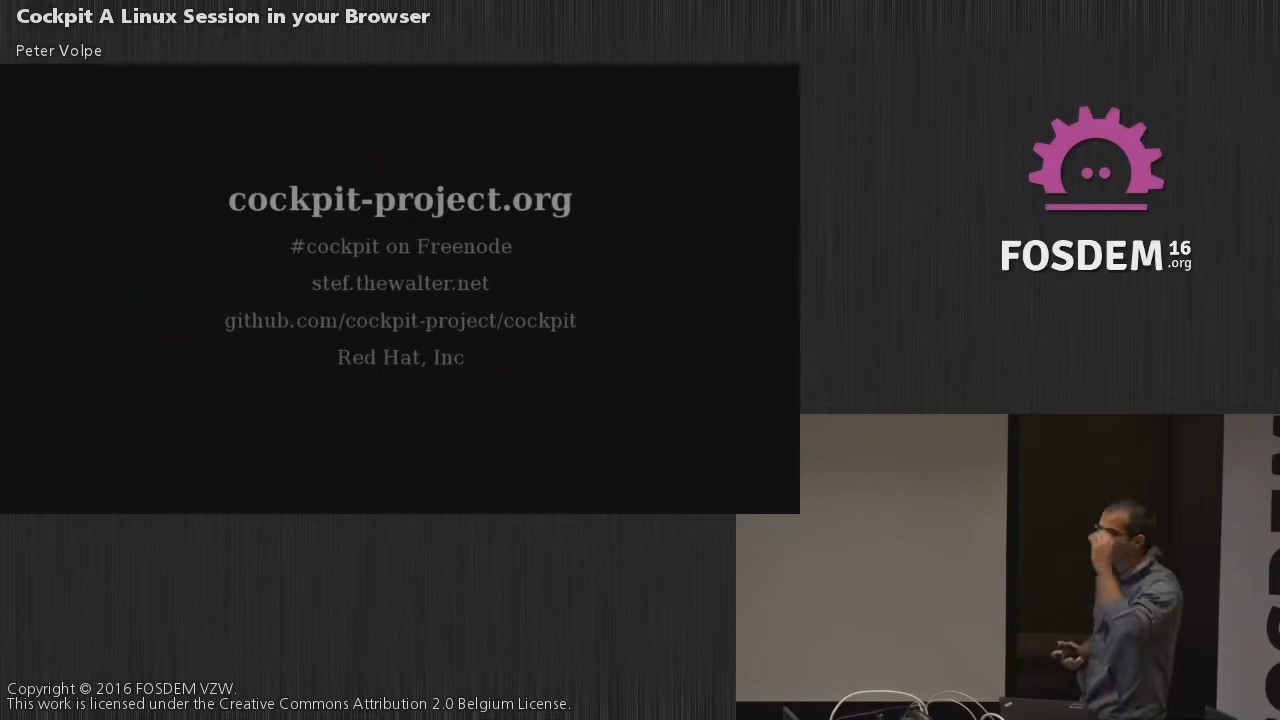 Cockpit A Linux Session in your Browser
Peter Volpe
cockpit-project.org
#cockpit on Freenode
stef.thewalter.net
github.com/cockpit-project/cockpit
Red Hat, Inc
FOSDEM 16
.org
Copyright © 2016 FOSDEM VZW.
This work is licensed under the Creative Commons Attribution 2.0 Belgium License.